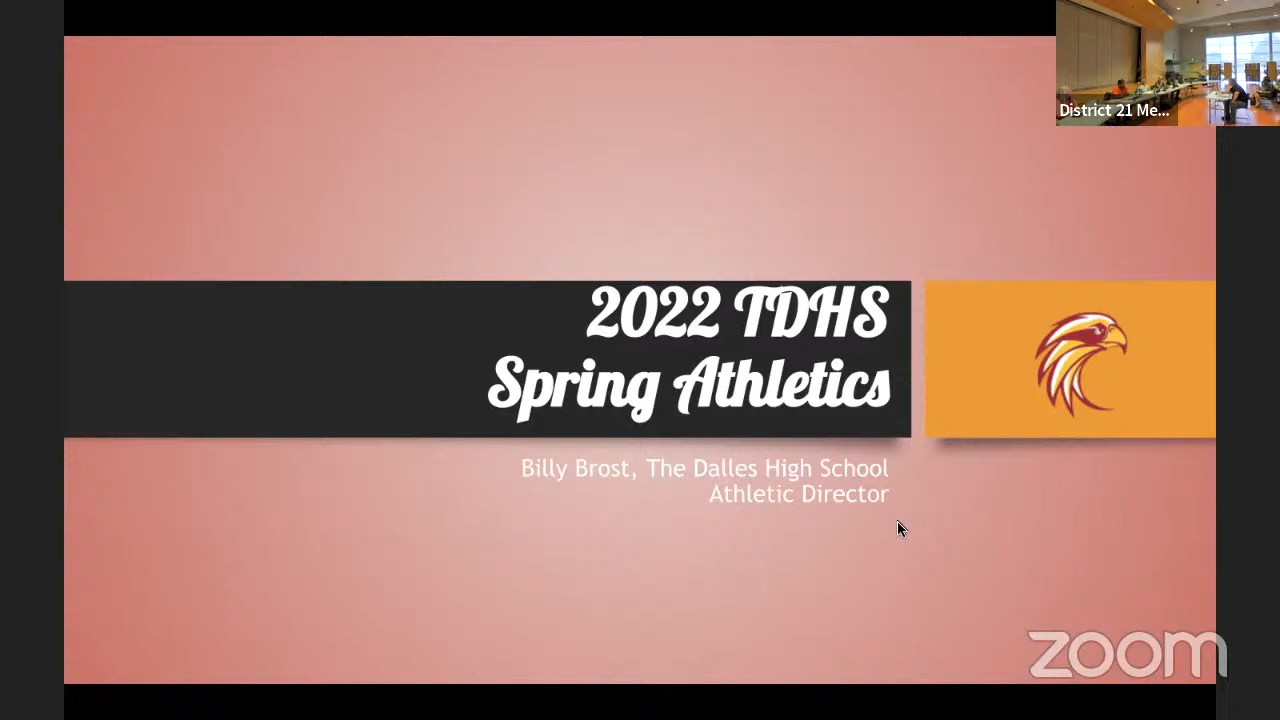 District 21 Me...
2022 TDHS
Spring Athletics
Billy Brost, The Dalles High School
Athletic Director
zoom